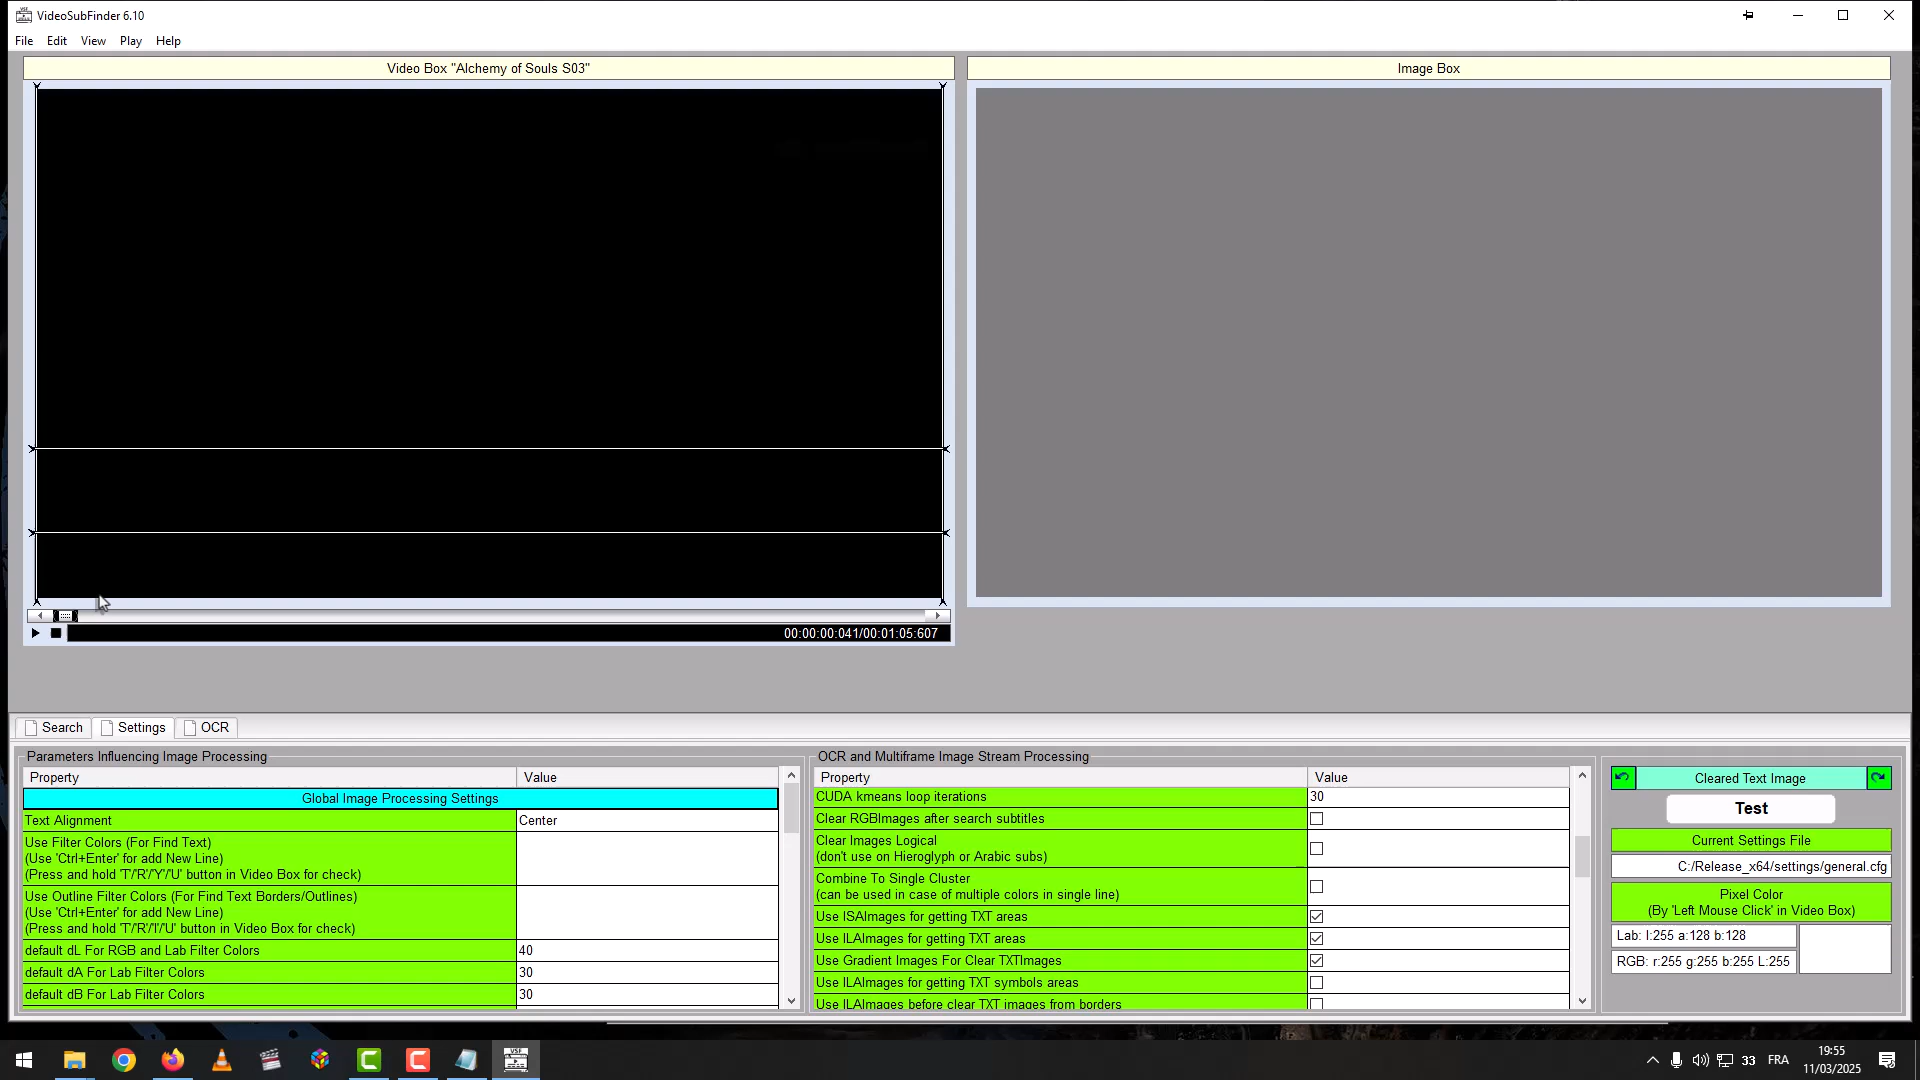 VideoSubFinder 6.10
File Edit View Play Help
Video Box "Alchemy of Souls S03"
Image Box
00:00:00:041/00:01:05:607
Search Settings OCR
Parameters Influencing Image Processing
Property Value
Global Image Processing Settings
Text Alignment Center
Use Filter Colors (For Find Text)
(Use 'Ctrl+Enter' for add New Line)
(Press and hold 'T'/'R'/'Y'/'U' button in Video Box for check)
Use Outline Filter Colors (For Find Text Borders/Outlines)
(Use 'Ctrl+Enter' for add New Line)
(Press and hold 'T'/'R'/'I'/'U' button in Video Box for check)
default dL For RGB and Lab Filter Colors 40
default dA For Lab Filter Colors 30
default dB For Lab Filter Colors 30
OCR and Multiframe Image Stream Processing
Property Value
CUDA kmeans loop iterations 30
Clear RGBImages after search subtitles
Clear Images Logical
(don't use on Hieroglyph or Arabic subs)
Combine To Single Cluster
(can be used in case of multiple colors in single line)
Use ISAImages for getting TXT areas
Use ILAImages for getting TXT areas
Use Gradient Images For Clear TXTImages
Use ILAImages for getting TXT symbols areas
Use ILAImages before clear TXT images from borders
Cleared Text Image
Test
Current Settings File
C:/Release_x64/settings/general.cfg
Pixel Color
(By 'Left Mouse Click' in Video Box)
Lab: l:255 a:128 b:128
RGB: r:255 g:255 b:255 L:255
VSF
33 FRA
19:55
11/03/2025